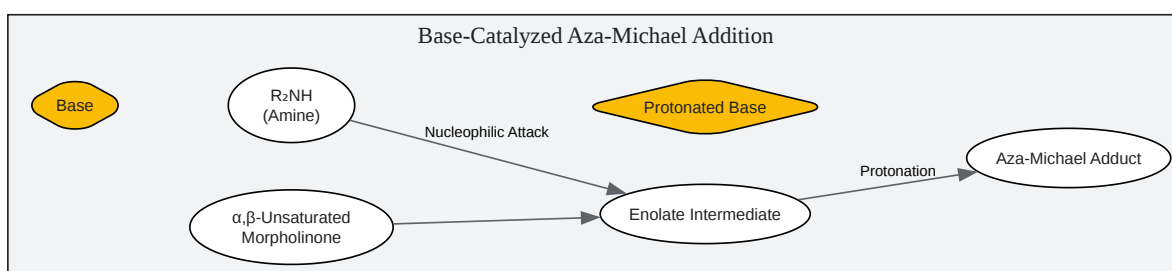 Base-Catalyzed Aza-Michael Addition
Base
R₂NH
(Amine)
Nucleophilic Attack
Protonated Base
Protonation
Aza-Michael Adduct
α,β-Unsaturated
Morpholinone
Enolate Intermediate